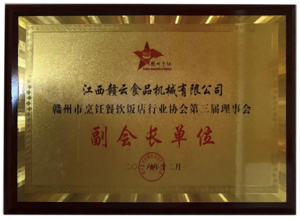 江西赣云食品机械有限公司
赣州市烹饪餐饮饭店行业协会第三届理事会
副会长单位